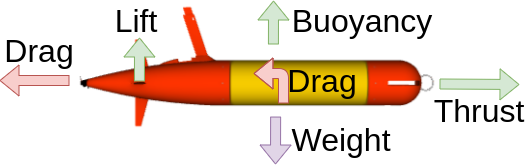 Lift
Buoyancy
Drag
Drag
Thrust
Weight